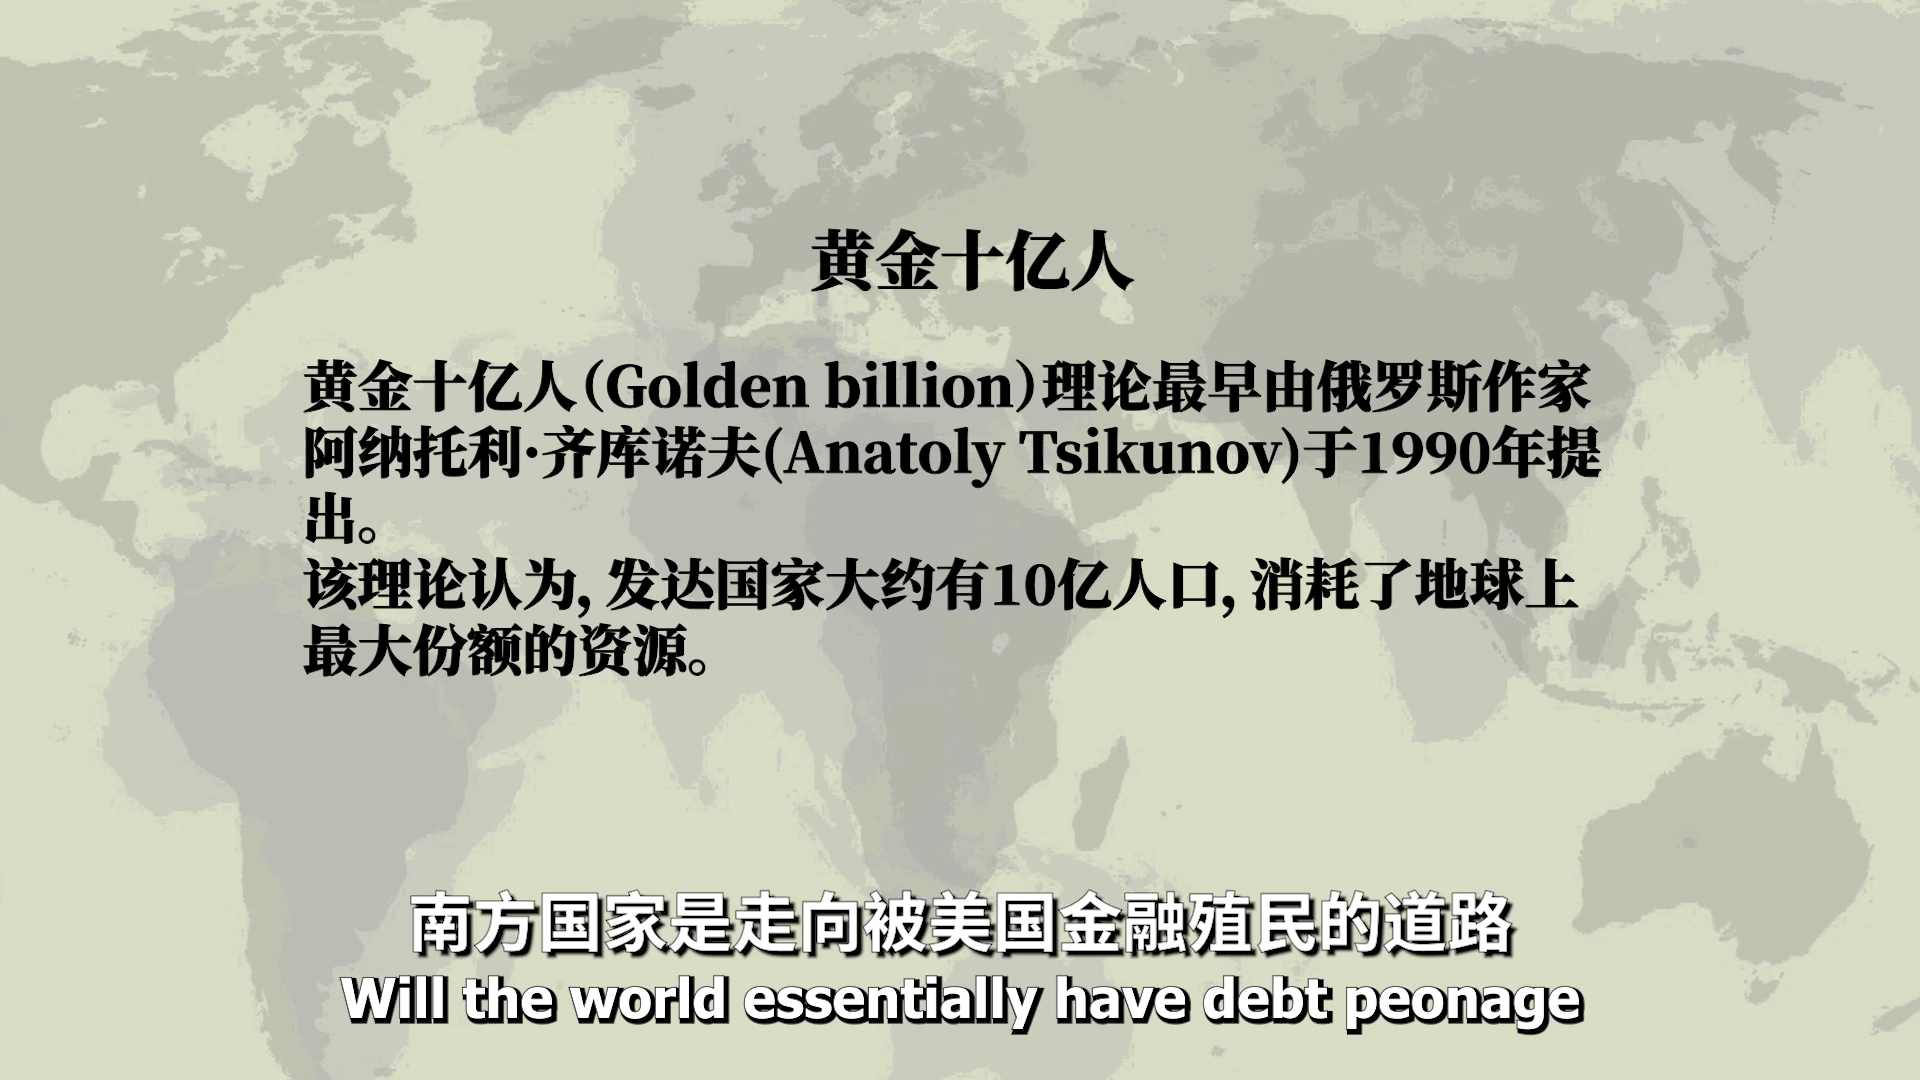 黄金十亿人
黄金十亿人(Golden billion)理论最早由俄罗斯作家
阿纳托利·齐库诺夫(Anatoly Tsikunov)于1990年提
出。
该理论认为,发达国家大约有10亿人口,消耗了地球上
最大份额的资源。
南方国家是走向被美国金融殖民的道路
Will the world essentially have debt peonage